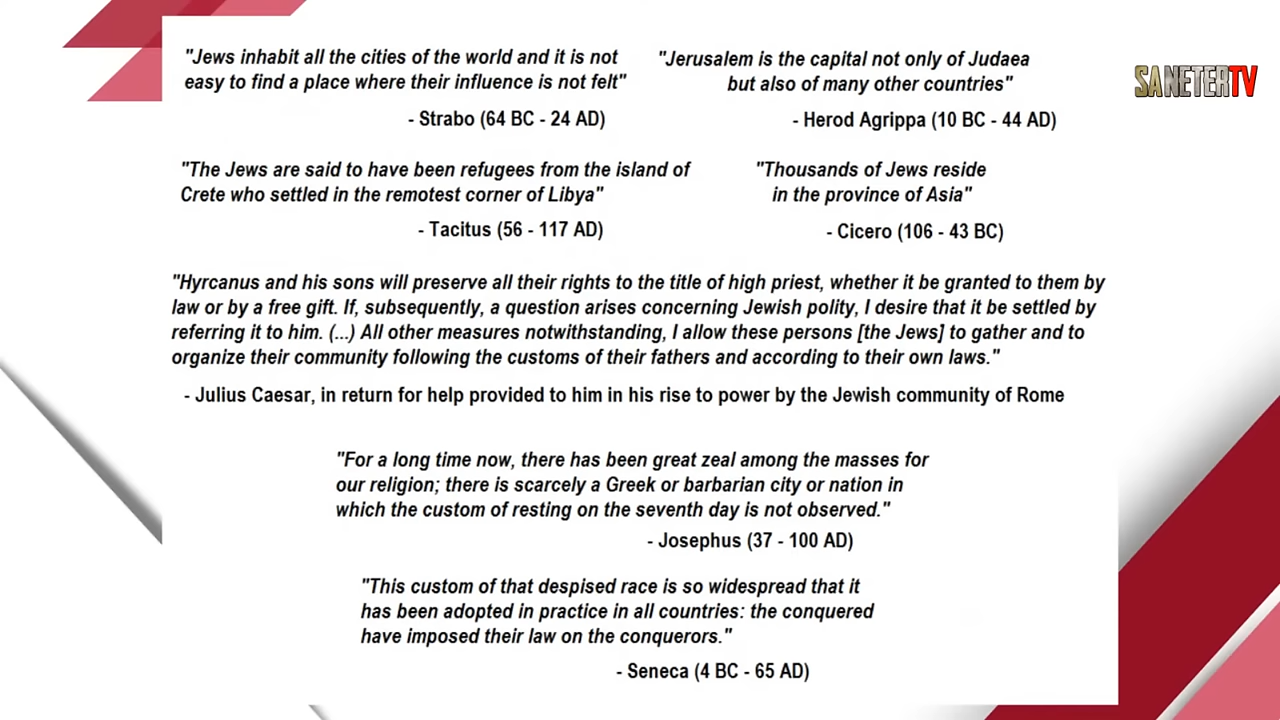 "Jews inhabit all the cities of the world and it is not
easy to find a place where their influence is not felt"
- Strabo (64 BC - 24 AD)
"Jerusalem is the capital not only of Judaea
but also of many other countries"
- Herod Agrippa (10 BC - 44 AD)
SANETERTV
"The Jews are said to have been refugees from the island of
Crete who settled in the remotest corner of Libya"
- Tacitus (56 - 117 AD)
"Thousands of Jews reside
in the province of Asia"
- Cicero (106 - 43 BC)
"Hyrcanus and his sons will preserve all their rights to the title of high priest, whether it be granted to them by
law or by a free gift. If, subsequently, a question arises concerning Jewish polity, I desire that it be settled by
referring it to him. (...) All other measures notwithstanding, I allow these persons [the Jews] to gather and to
organize their community following the customs of their fathers and according to their own laws."
- Julius Caesar, in return for help provided to him in his rise to power by the Jewish community of Rome
"For a long time now, there has been great zeal among the masses for
our religion; there is scarcely a Greek or barbarian city or nation in
which the custom of resting on the seventh day is not observed."
- Josephus (37 - 100 AD)
"This custom of that despised race is so widespread that it
has been adopted in practice in all countries: the conquered
have imposed their law on the conquerors."
- Seneca (4 BC - 65 AD)